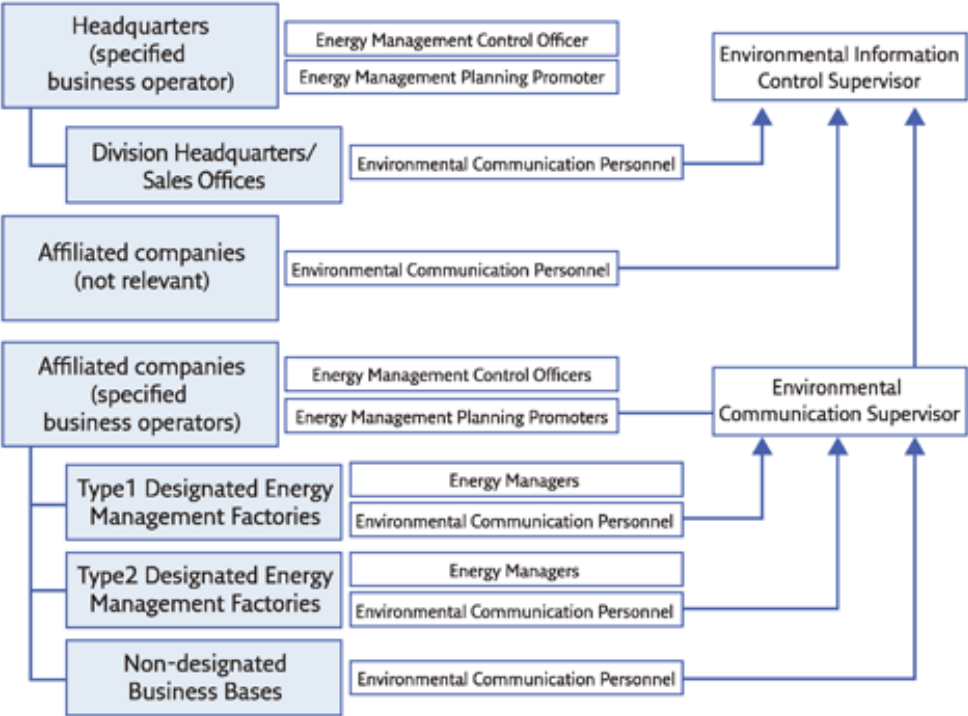 Headquarters
(specified
business operator)
Energy Management Control Officer
Energy Management Planning Promoter
Environmental Information
Control Supervisor
Division Headquarters/
Sales Offices
Environmental Communication Personnel
Affiliated companies
(not relevant)
Environmental Communication Personnel
Affiliated companies
(specified
business operators)
Energy Management Control Officers
Energy Management Planning Promoters
Environmental
Communication Supervisor
Type1 Designated Energy
Management Factories
Energy Managers
Environmental Communication Personnel
Type2 Designated Energy
Management Factories
Energy Managers
Environmental Communication Personnel
Non-designated
Business Bases
Environmental Communication Personnel